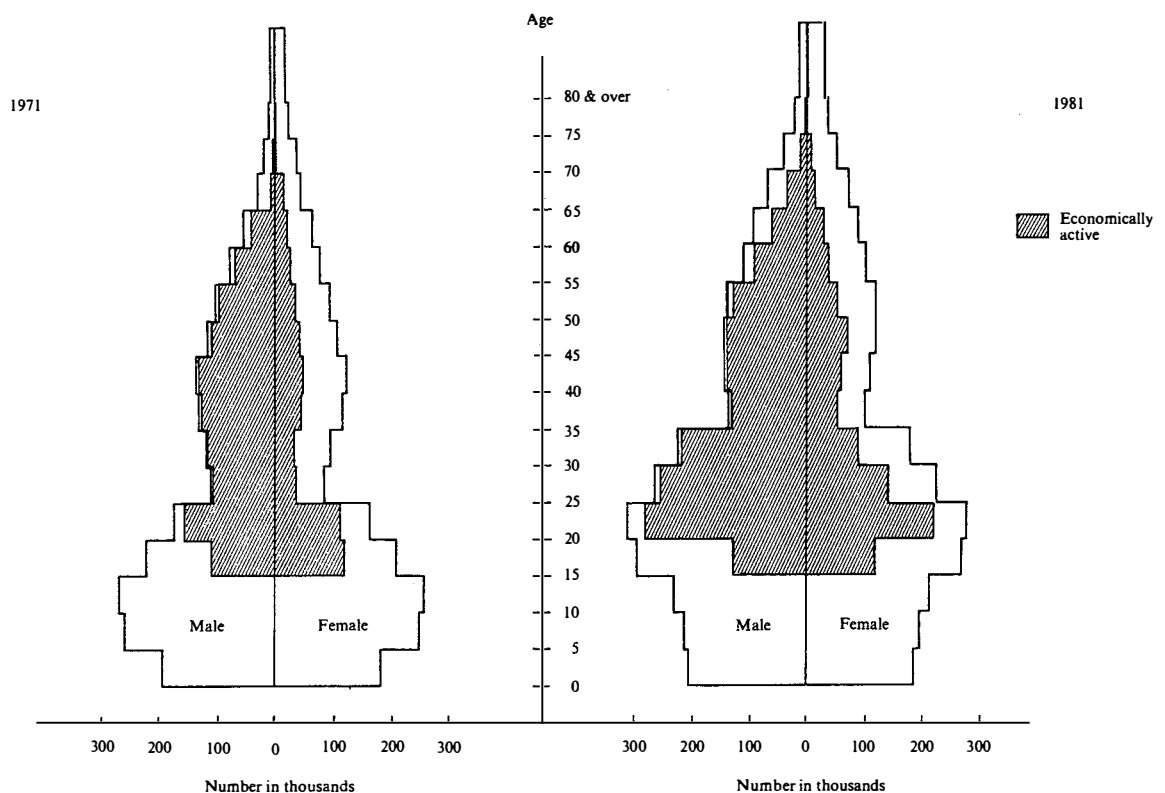 Age
1971
1981
80 & over
75
70
65
60
55
50
45
40
35
30
25
20
15
10
5
0
Economically
active
Male
Female
Male
Female
300 200 100 0 100 200 300
300 200 100 0 100 200 300
Number in thousands
Number in thousands